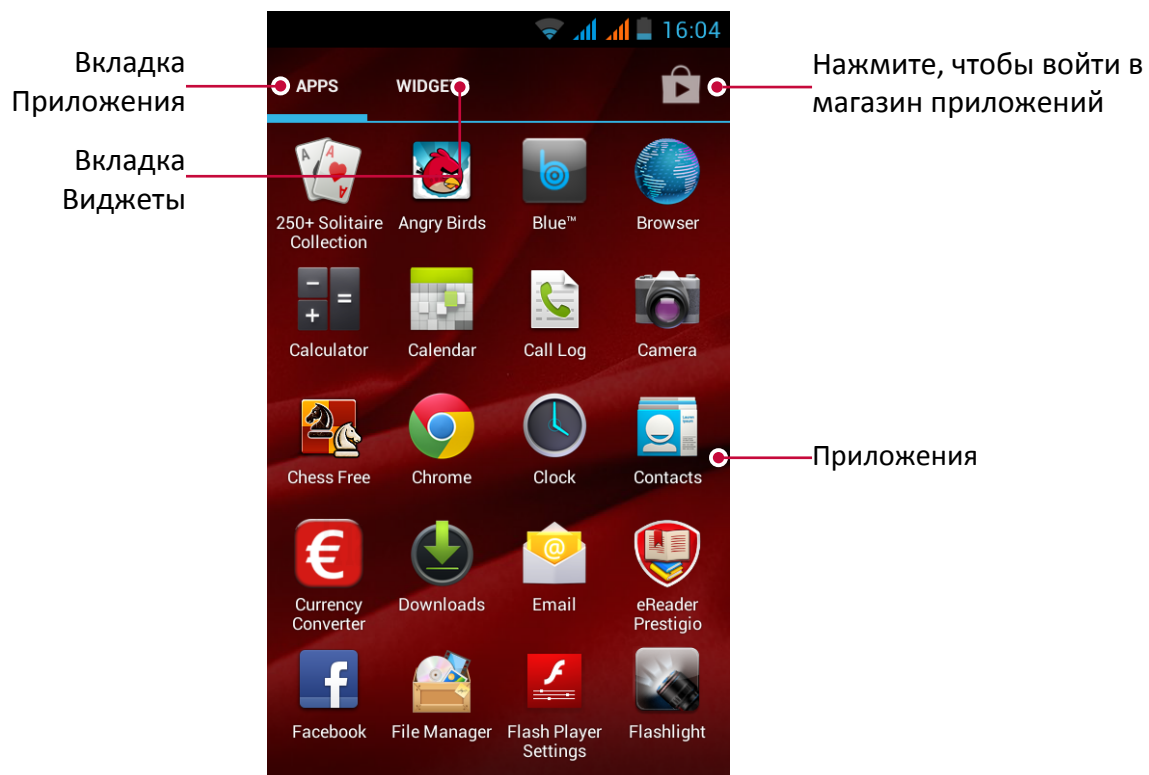 16:04
Вкладка
Приложения
APPS
WIDGET
Нажмите, чтобы войти в
магазин приложений
Вкладка
Виджеты
250+ Solitaire
Collection
Angry Birds
Blue™
Browser
Calculator
Calendar
Call Log
Camera
Chess Free
Chrome
Clock
Contacts
Приложения
Currency
Converter
Downloads
Email
eReader
Prestigio
Facebook
File Manager
Flash Player
Settings
Flashlight